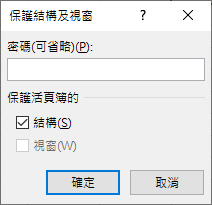 保護結構及視窗
?
密碼(可省略)(P):
保護活頁簿的
結構(S)
視窗(W)
確定
取消